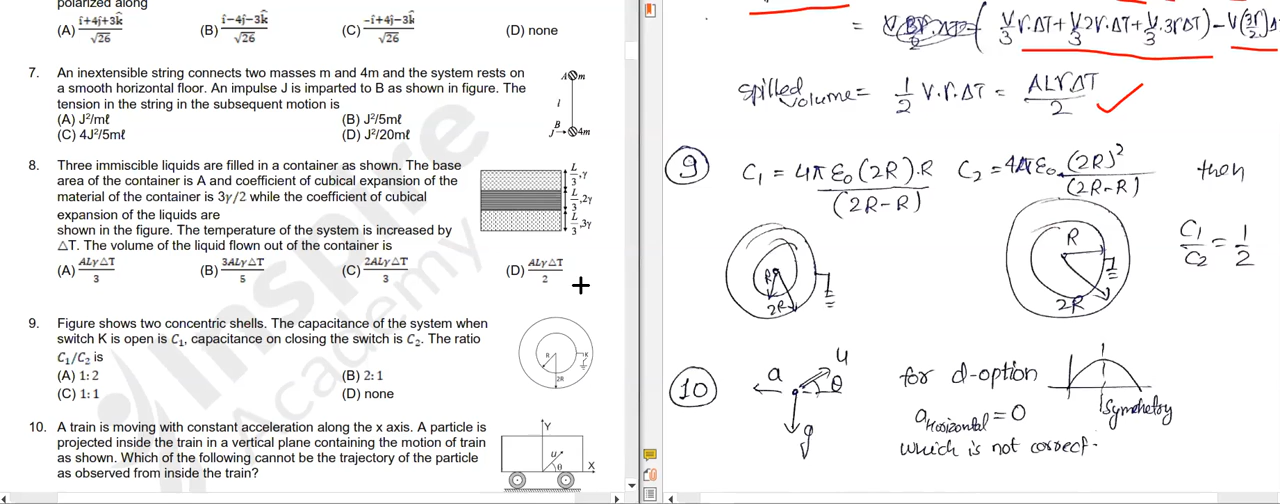 polarized along
(A) î+4ĵ+3k̂/√26 (B) î−4ĵ−3k̂/√26 (C) −î+4ĵ−3k̂/√26 (D) none
7. An inextensible string connects two masses m and 4m and the system rests on
a smooth horizontal floor. An impulse J is imparted to B as shown in figure. The
tension in the string in the subsequent motion is
(A) J²/mℓ (B) J²/5mℓ
(C) 4J²/5mℓ (D) J²/20mℓ
A m
l
B
J 4m
8. Three immiscible liquids are filled in a container as shown. The base
area of the container is A and coefficient of cubical expansion of the
material of the container is 3γ/2 while the coefficient of cubical
expansion of the liquids are
shown in the figure. The temperature of the system is increased by
△T. The volume of the liquid flown out of the container is
(A) ALγ△T/3 (B) 3ALγ△T/5 (C) 2ALγ△T/3 (D) ALγ△T/2
L/3, γ
L/3, 2γ
L/3, 3γ
9. Figure shows two concentric shells. The capacitance of the system when
switch K is open is C₁, capacitance on closing the switch is C₂. The ratio
C₁/C₂ is
(A) 1: 2 (B) 2: 1
(C) 1: 1 (D) none
R
K
2R
10. A train is moving with constant acceleration along the x axis. A particle is
projected inside the train in a vertical plane containing the motion of train
as shown. Which of the following cannot be the trajectory of the particle
as observed from inside the train?
Y
u
θ
X
Inspire
Academy
(V/3 γ.ΔT + V/3 2γ.ΔT + V/3 .3γΔT) − V(3γ/2)Δ
spilled volume = 1/2 V.γ.ΔT = ALγΔT/2
9 C₁ = 4πε₀(2R).R/(2R−R) C₂ = 4πε₀ (2R)²/(2R−R) then
C₁/C₂ = 1/2
R
2R
R
2R
10 a u θ g
for d-option
a Horizontal = 0
which is not correct.
Symmetry